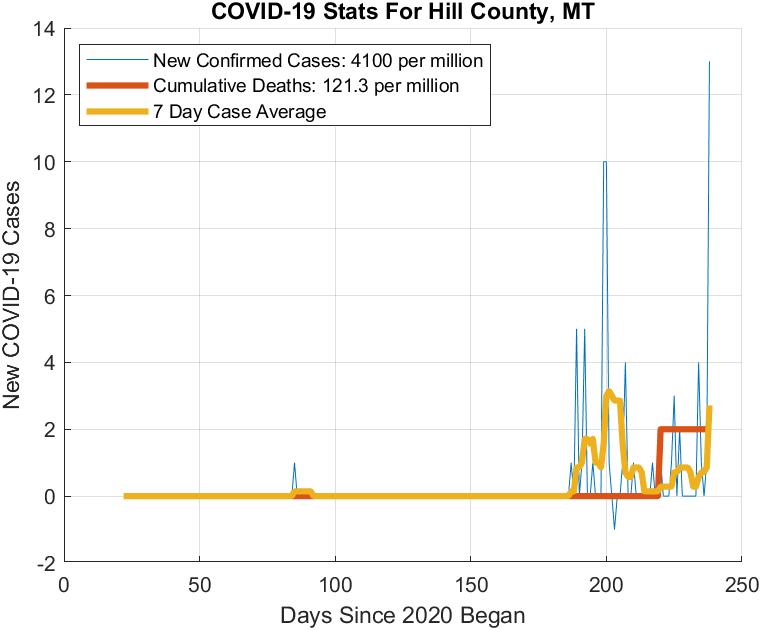 COVID-19 Stats For Hill County, MT
New Confirmed Cases: 4100 per million
Cumulative Deaths: 121.3 per million
7 Day Case Average
New COVID-19 Cases
14
12
10
8
6
4
2
0
-2
0 50 100 150 200 250
Days Since 2020 Began